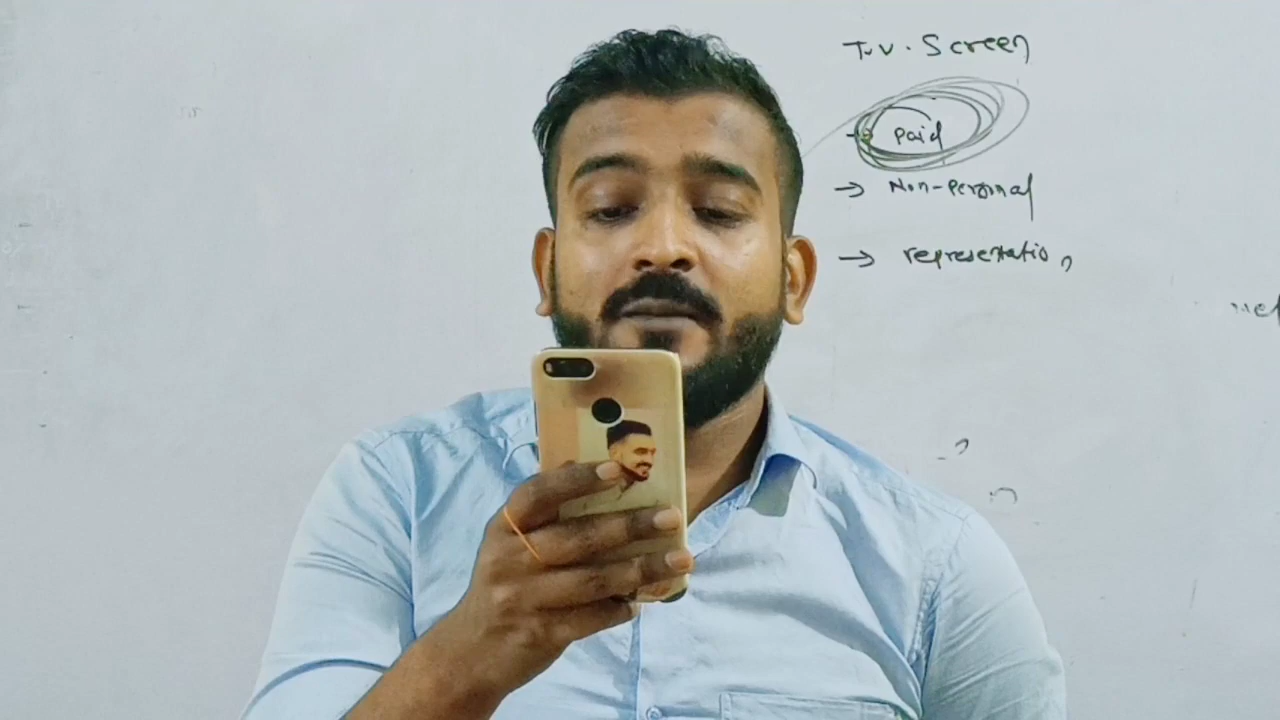 T.V. Screen
→ paid
→ Non-personal
→ representation